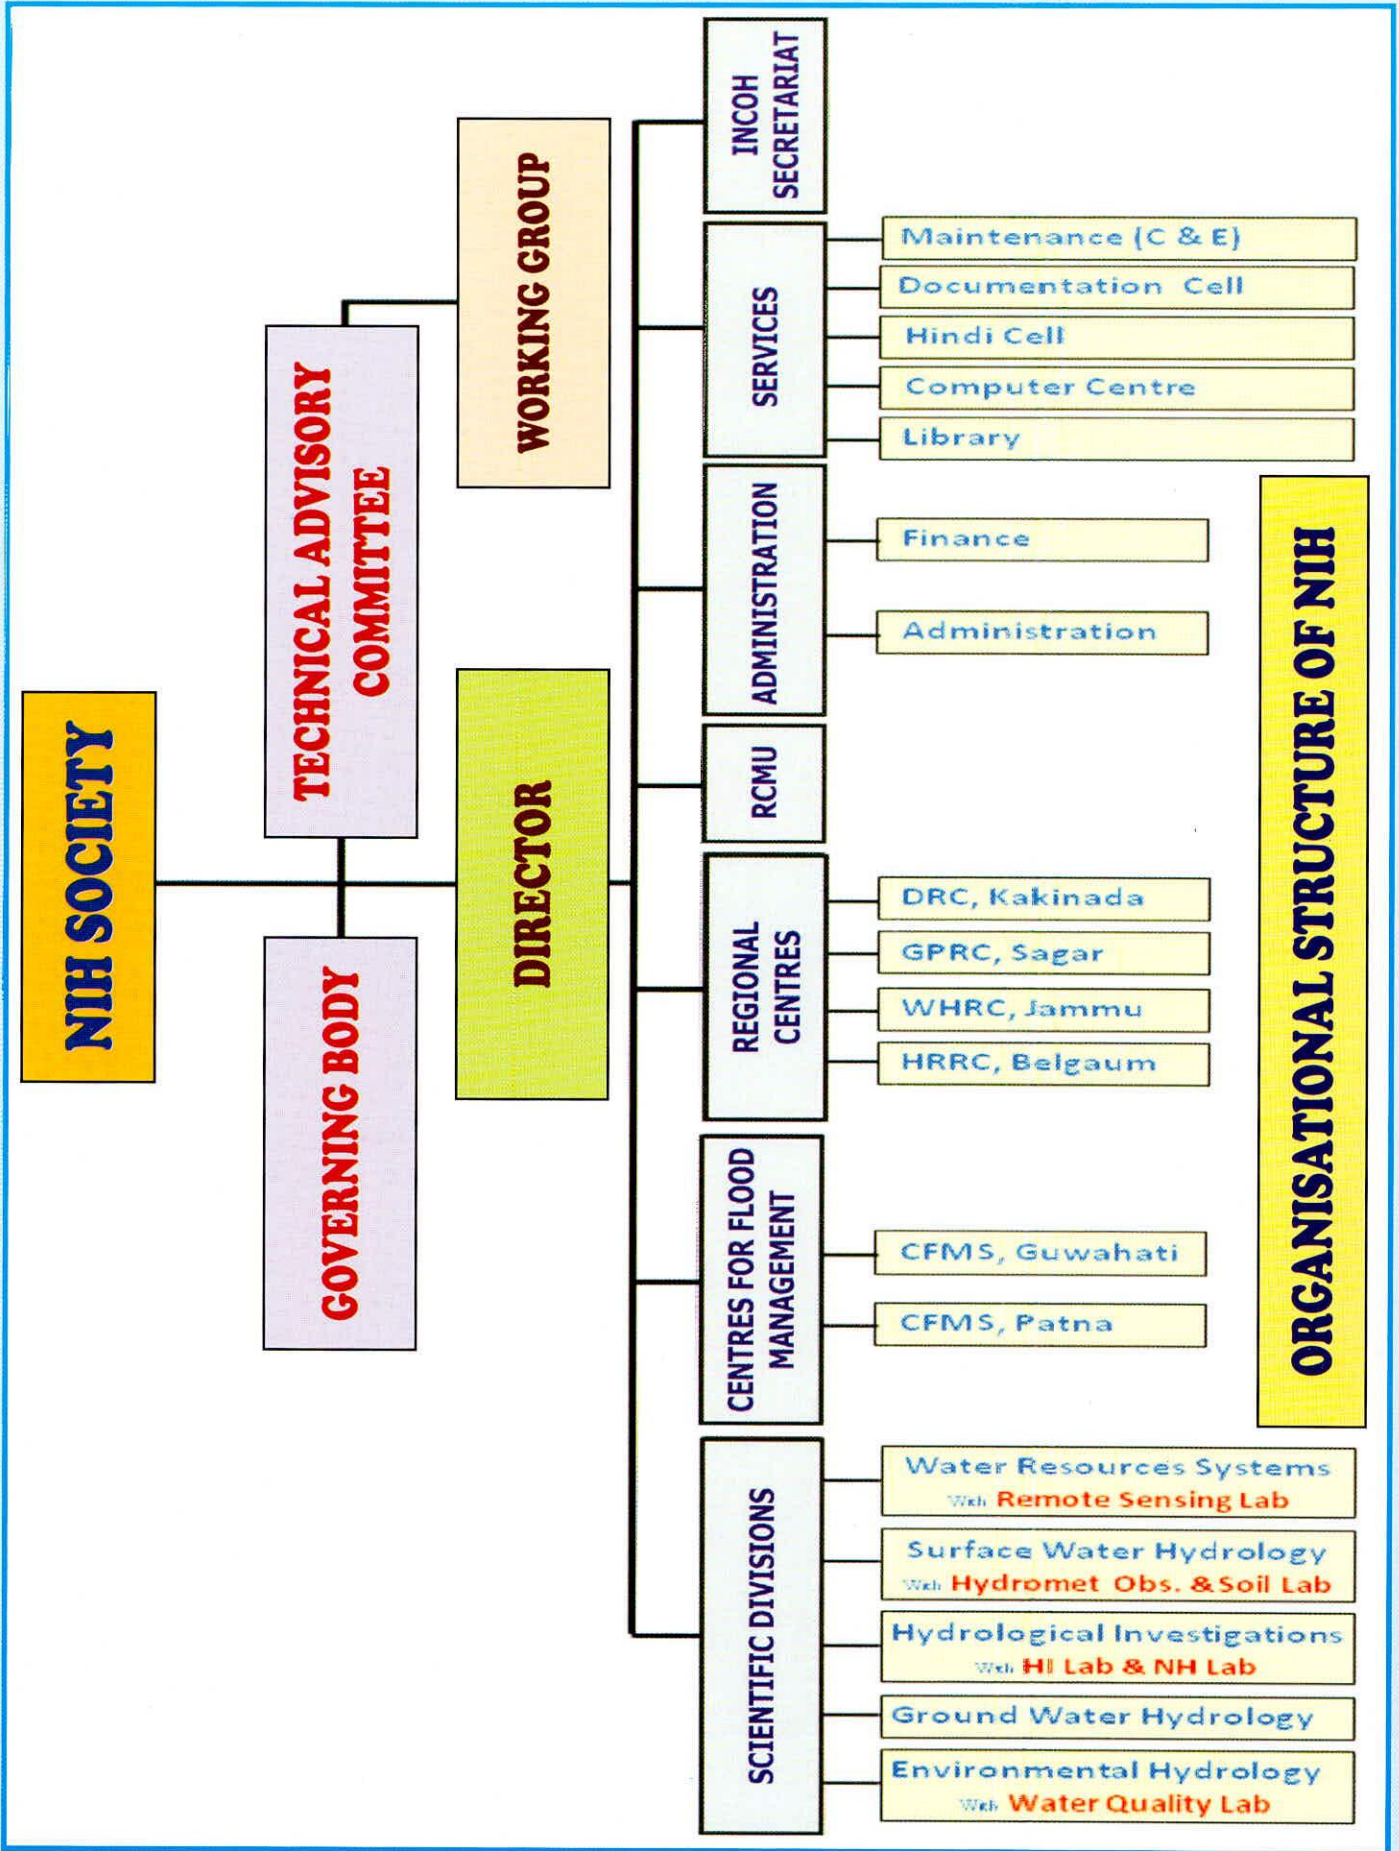 NIH SOCIETY
GOVERNING BODY
TECHNICAL ADVISORY
COMMITTEE
DIRECTOR
WORKING GROUP
SCIENTIFIC DIVISIONS
CENTRES FOR FLOOD
MANAGEMENT
REGIONAL
CENTRES
RCMU
ADMINISTRATION
SERVICES
INCOH
SECRETARIAT
Maintenance (C & E)
Documentation Cell
Hindi Cell
Computer Centre
Library
Finance
Administration
DRC, Kakinada
GPRC, Sagar
WHRC, Jammu
HRRC, Belgaum
CFMS, Guwahati
CFMS, Patna
Water Resources Systems
With Remote Sensing Lab
Surface Water Hydrology
With Hydromet Obs. & Soil Lab
Hydrological Investigations
With HI Lab & NH Lab
Ground Water Hydrology
Environmental Hydrology
With Water Quality Lab
ORGANISATIONAL STRUCTURE OF NIH